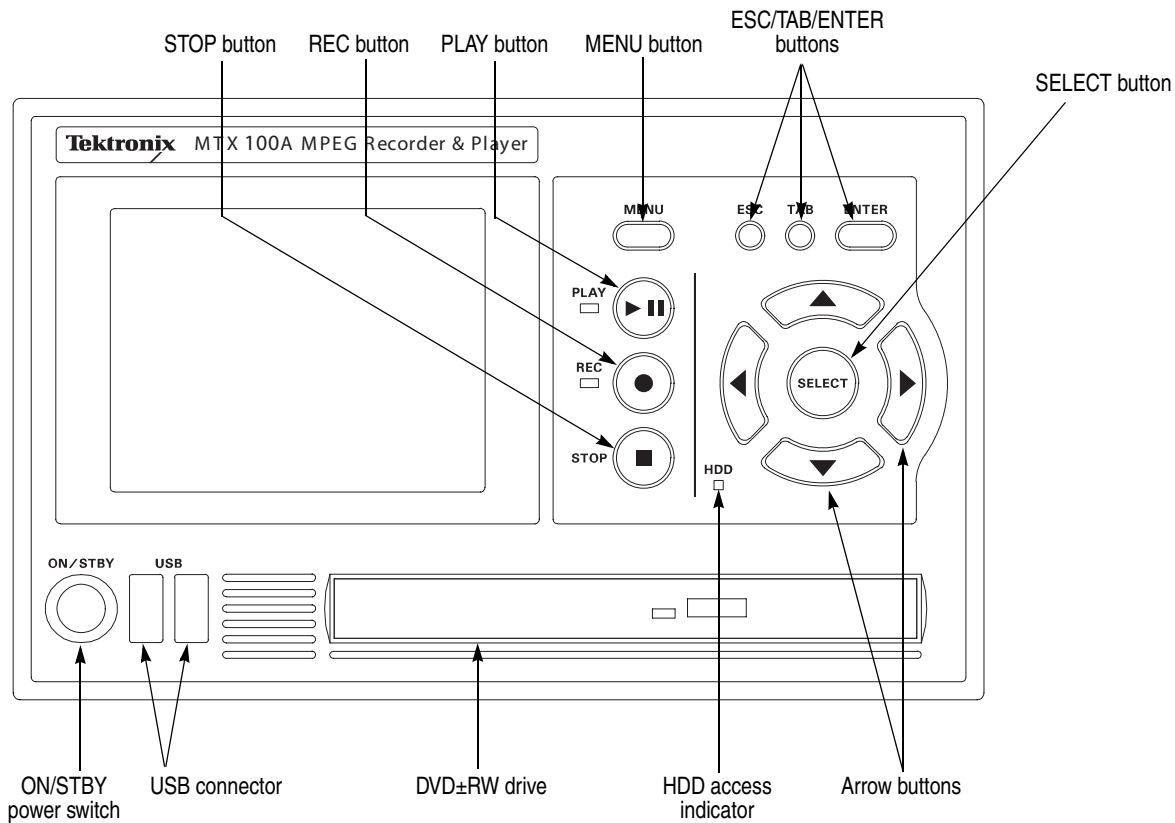 ESC/TAB/ENTER
buttons
STOP button
REC button
PLAY button
MENU button
SELECT button
Tektronix MTX 100A MPEG Recorder & Player
MENU
ESC
TAB
ENTER
PLAY
REC
SELECT
STOP
HDD
ON/STBY
USB
ON/STBY
power switch
USB connector
DVD±RW drive
HDD access
indicator
Arrow buttons